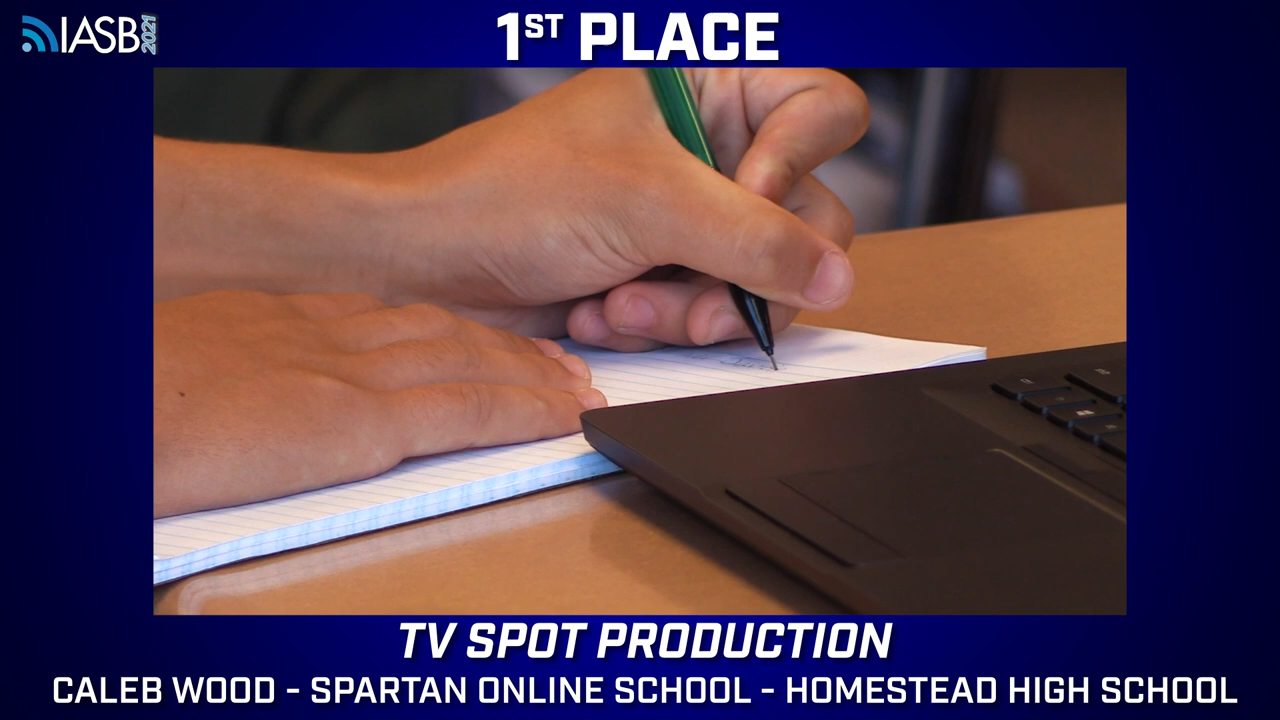 IASB 2021
1ST PLACE
TV SPOT PRODUCTION
CALEB WOOD - SPARTAN ONLINE SCHOOL - HOMESTEAD HIGH SCHOOL